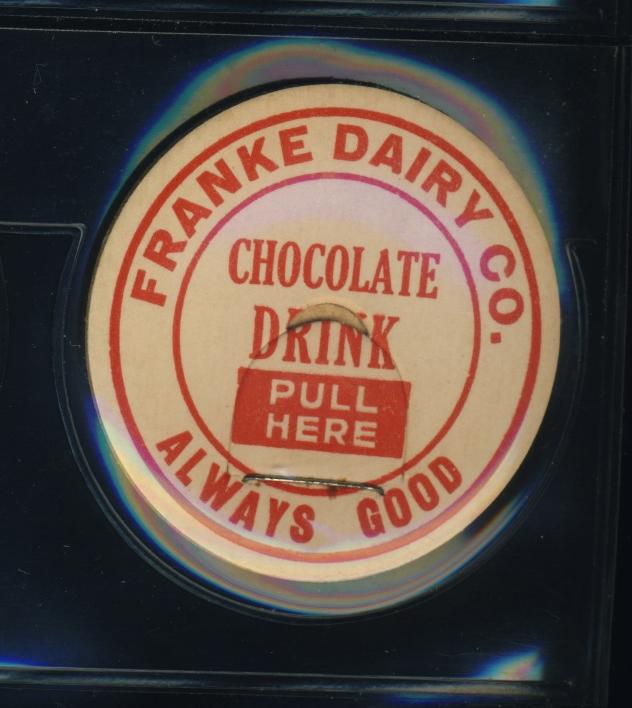 FRANKE DAIRY CO.
CHOCOLATE
DRINK
PULL
HERE
ALWAYS GOOD